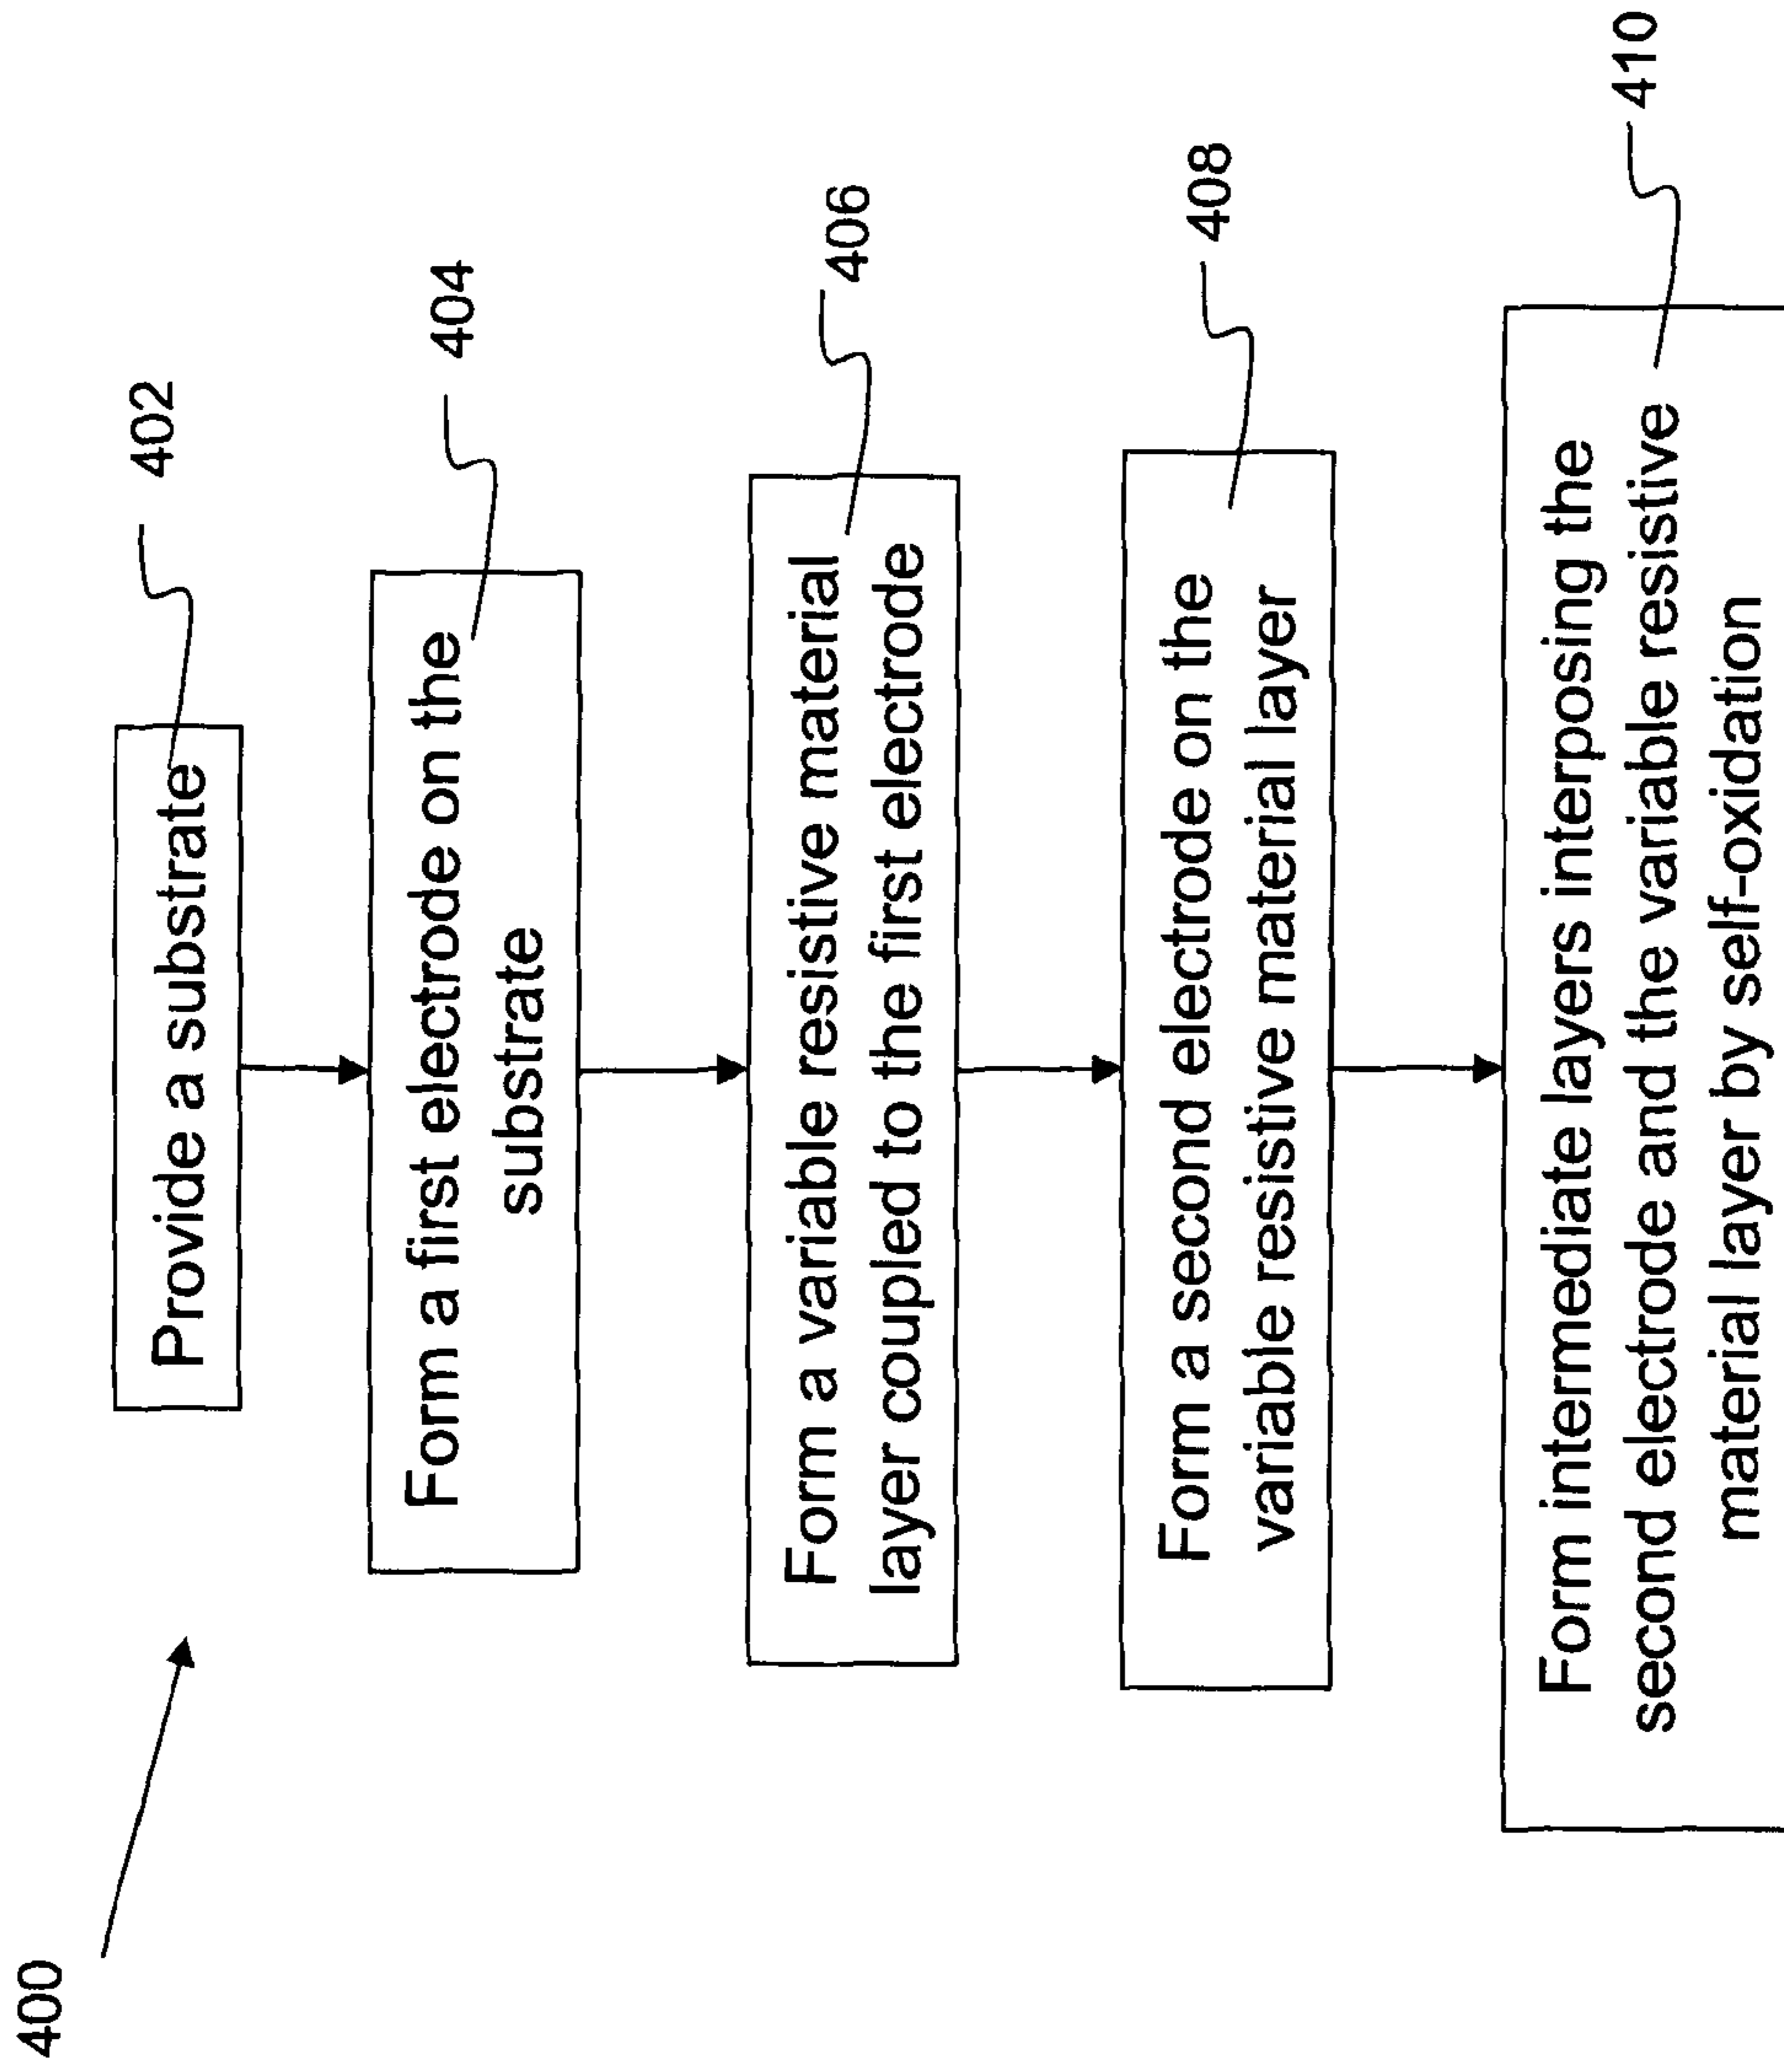 400
402
Provide a substrate
404
Form a first electrode on the
substrate
406
Form a variable resistive material
layer coupled to the first electrode
408
Form a second electrode on the
variable resistive material layer
410
Form intermediate layers interposing the
second electrode and the variable resistive
material layer by self-oxidation